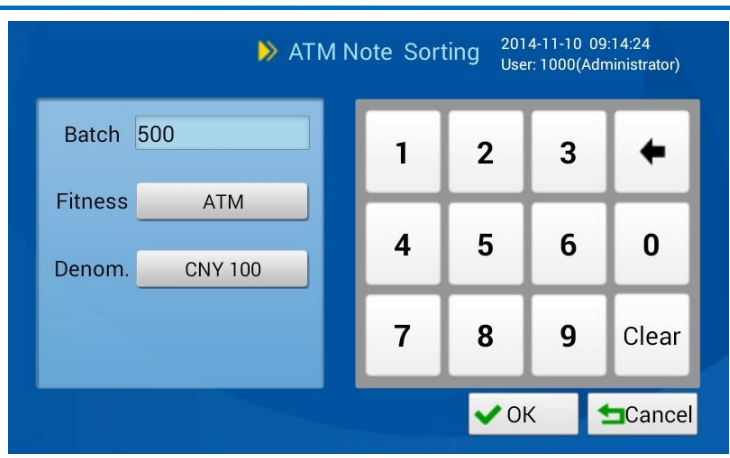 ATM Note Sorting
2014-11-10 09:14:24
User: 1000(Administrator)
Batch 500
Fitness ATM
Denom. CNY 100
1 2 3
4 5 6 0
7 8 9 Clear
OK Cancel